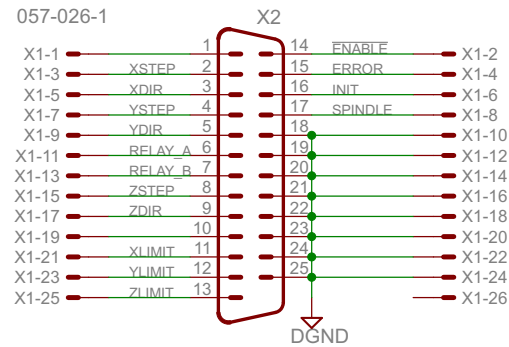 057-026-1 X2
X1-1 1 14 ENABLE X1-2
X1-3 XSTEP 2 15 ERROR X1-4
X1-5 XDIR 3 16 INIT X1-6
X1-7 YSTEP 4 17 SPINDLE X1-8
X1-9 YDIR 5 18 X1-10
X1-11 RELAY_A 6 19 X1-12
X1-13 RELAY_B 7 20 X1-14
X1-15 ZSTEP 8 21 X1-16
X1-17 ZDIR 9 22 X1-18
X1-19 10 23 X1-20
X1-21 XLIMIT 11 24 X1-22
X1-23 YLIMIT 12 25 X1-24
X1-25 ZLIMIT 13 X1-26
DGND